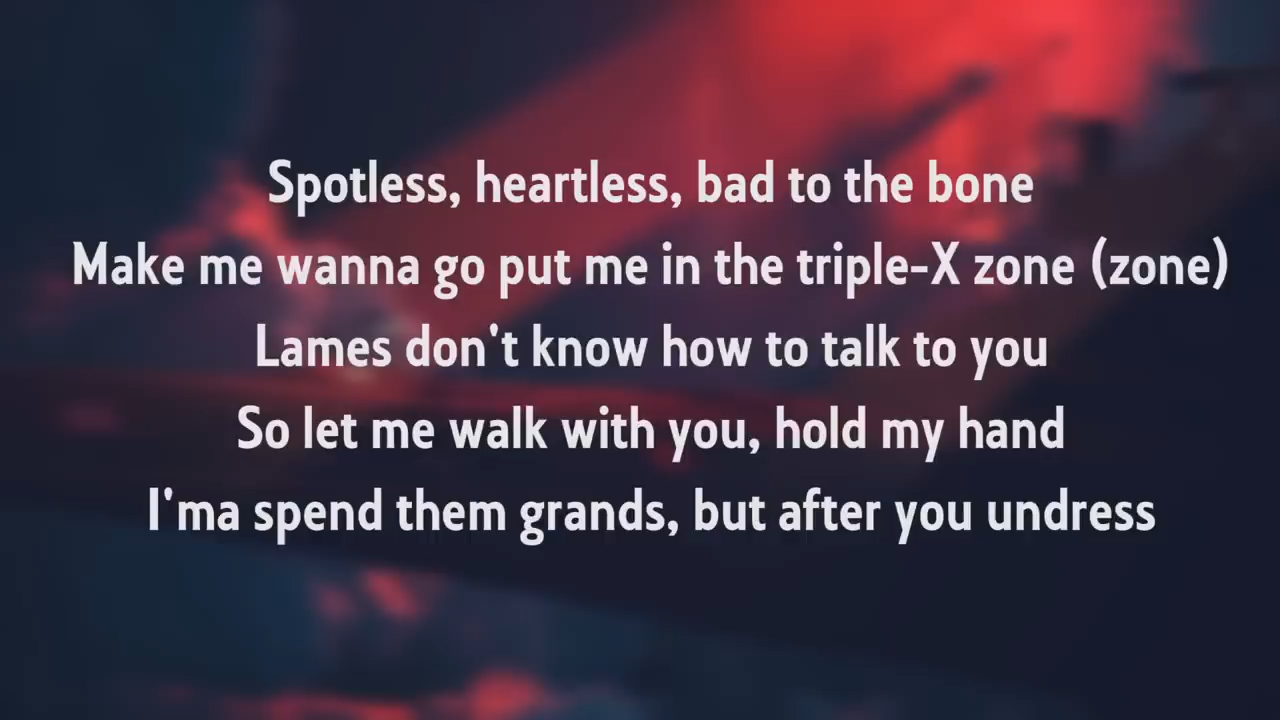 Spotless, heartless, bad to the bone
Make me wanna go put me in the triple-X zone (zone)
Lames don't know how to talk to you
So let me walk with you, hold my hand
I'ma spend them grands, but after you undress